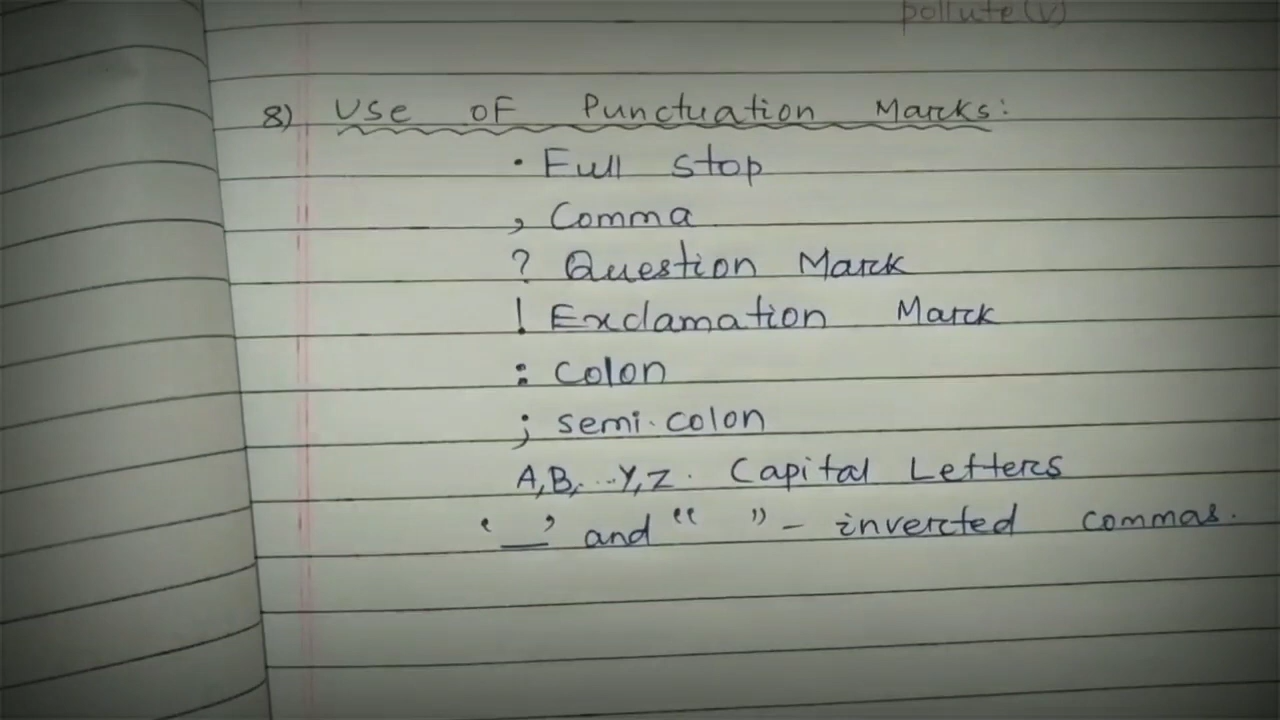 pollute (v)
8) Use of Punctuation Marks:
. Full stop
, Comma
? Question Mark
! Exclamation Mark
: Colon
; semi-colon
A,B,...Y,Z. Capital Letters
‘__’ and “ ” - inverted commas.